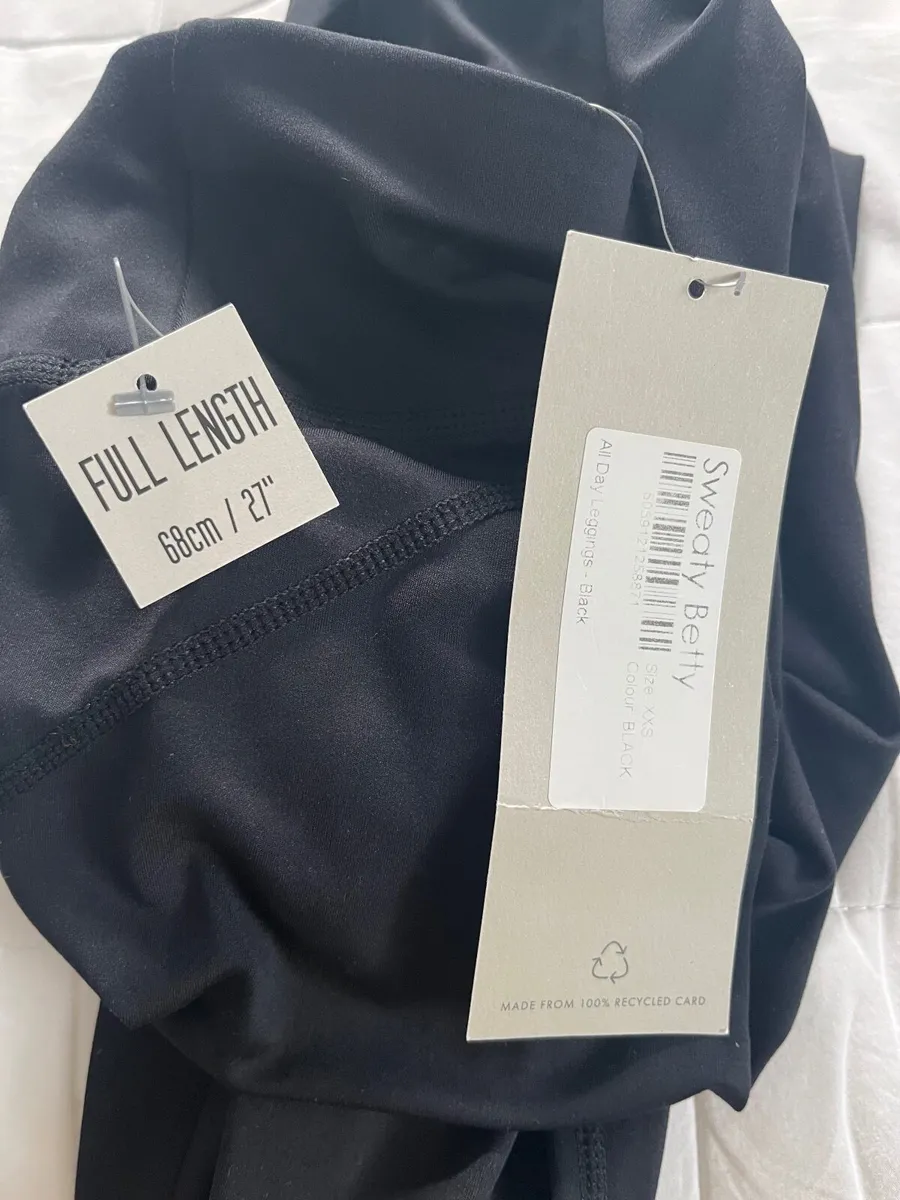 FULL LENGTH
68cm / 27"
Sweaty Betty
Size XXS
Colour BLACK
All Day Leggings - Black
MADE FROM 100% RECYCLED CARD